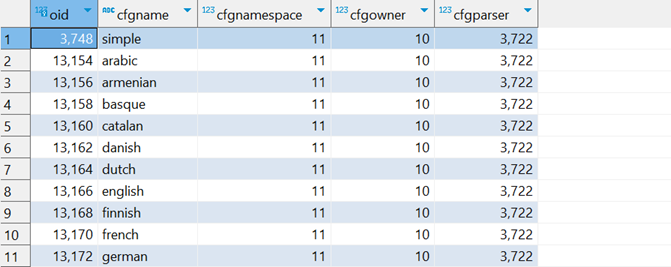 oid ABC cfgname 123 cfgnamespace 123 cfgowner 123 cfgparser
1 3,748 simple 11 10 3,722
2 13,154 arabic 11 10 3,722
3 13,156 armenian 11 10 3,722
4 13,158 basque 11 10 3,722
5 13,160 catalan 11 10 3,722
6 13,162 danish 11 10 3,722
7 13,164 dutch 11 10 3,722
8 13,166 english 11 10 3,722
9 13,168 finnish 11 10 3,722
10 13,170 french 11 10 3,722
11 13,172 german 11 10 3,722